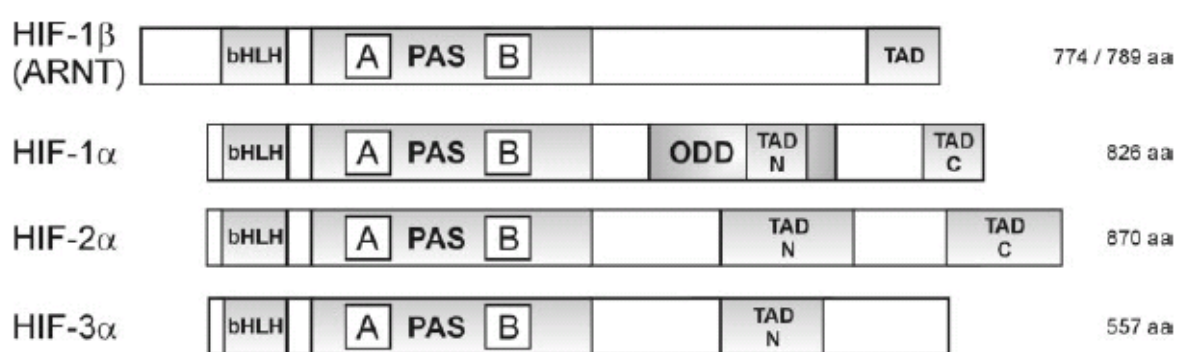 HIF-1β
(ARNT)
bHLH A PAS B TAD 774 / 789 aa
HIF-1α bHLH A PAS B ODD TAD N TAD C 826 aa
HIF-2α bHLH A PAS B TAD N TAD C 870 aa
HIF-3α bHLH A PAS B TAD N 557 aa